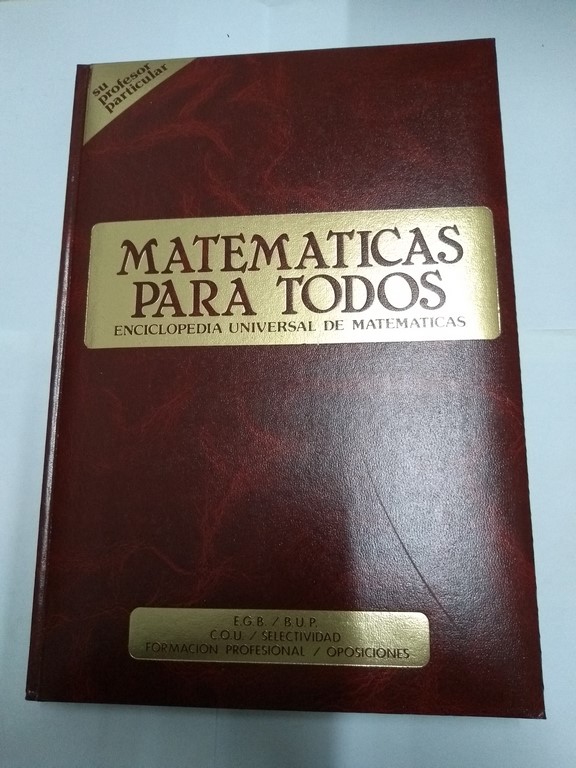 su
profesor
particular
MATEMATICAS
PARA TODOS
ENCICLOPEDIA UNIVERSAL DE MATEMATICAS
E.G.B. / B.U.P.
C.O.U. / SELECTIVIDAD
FORMACION PROFESIONAL / OPOSICIONES